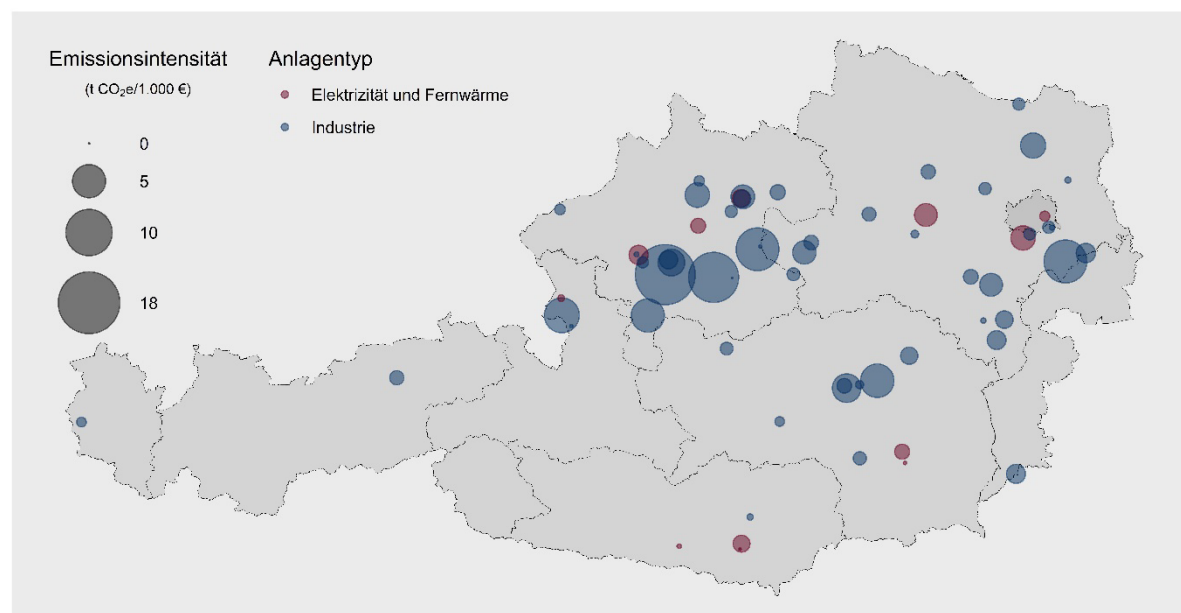 Emissionsintensität
(t CO₂e/1.000 €)
0
5
10
18
Anlagentyp
Elektrizität und Fernwärme
Industrie